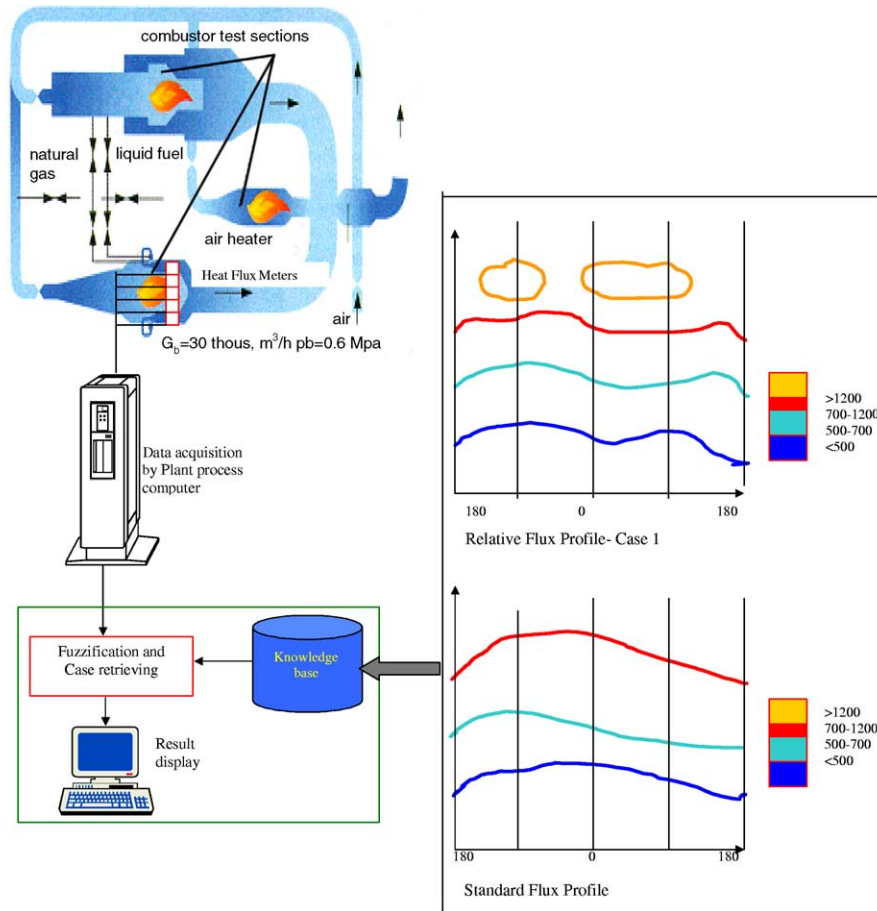 combustor test sections
natural
gas
liquid fuel
air heater
Heat Flux Meters
air
G_b=30 thous, m³/h pb=0.6 Mpa
Data acquisition
by Plant process
computer
Fuzzification and
Case retrieving
Knowledge
base
Result
display
>1200
700-1200
500-700
<500
180 0 180
Relative Flux Profile- Case 1
>1200
700-1200
500-700
<500
180 0 180
Standard Flux Profile